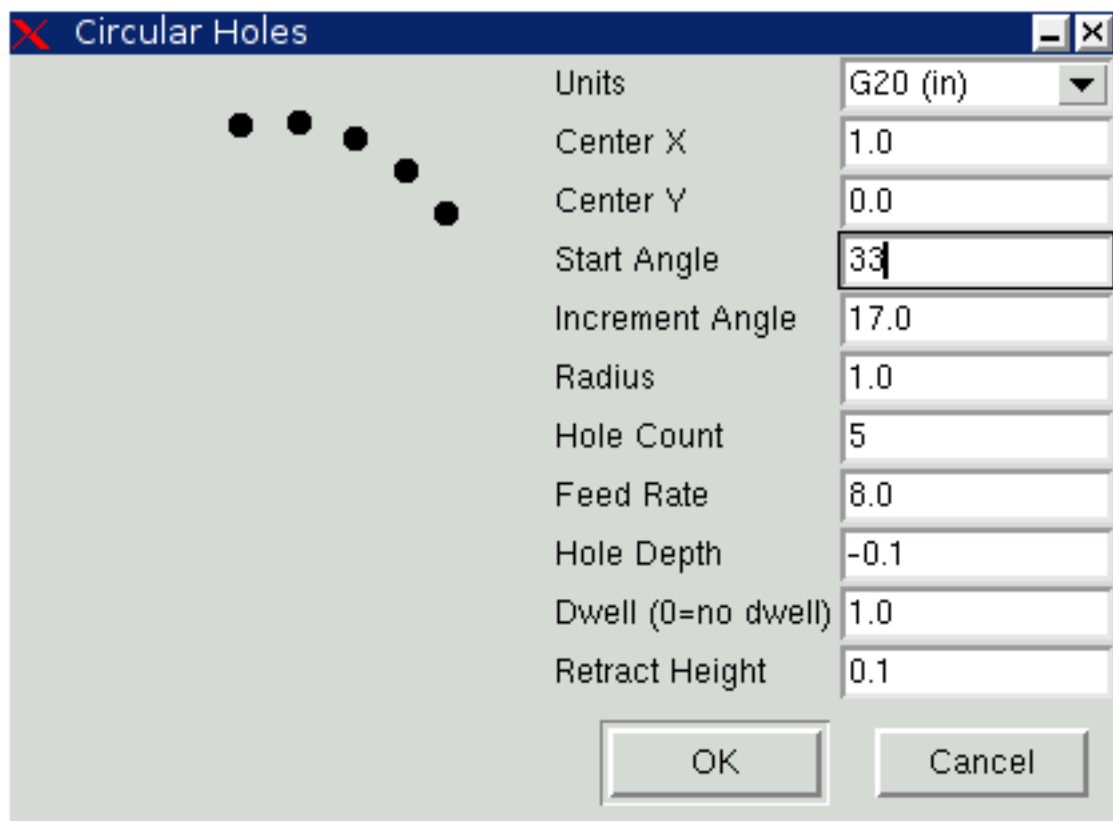 Circular Holes
Units G20 (in)
Center X 1.0
Center Y 0.0
Start Angle 33
Increment Angle 17.0
Radius 1.0
Hole Count 5
Feed Rate 8.0
Hole Depth -0.1
Dwell (0=no dwell) 1.0
Retract Height 0.1
OK Cancel